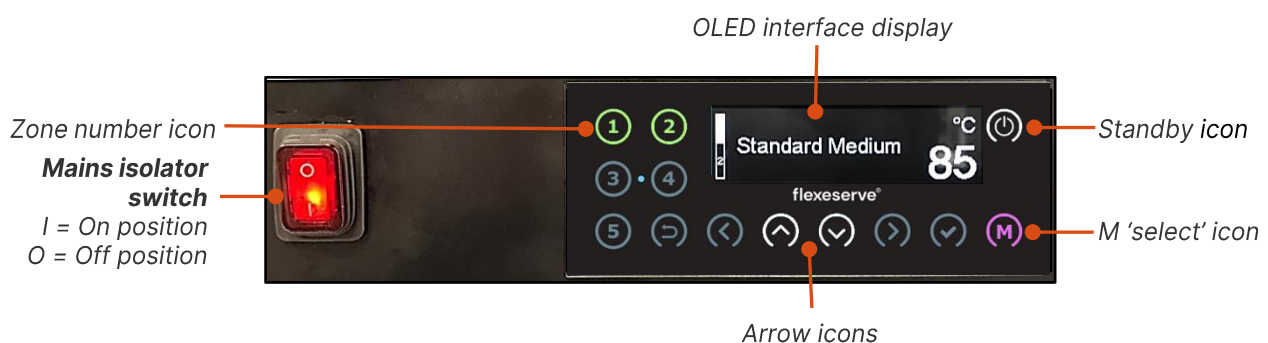 OLED interface display
Zone number icon
Mains isolator
switch
I = On position
O = Off position
O
I
1 2
3 4
5
2
Standard Medium
°C
85
flexeserve®
M
Standby icon
M ‘select’ icon
Arrow icons